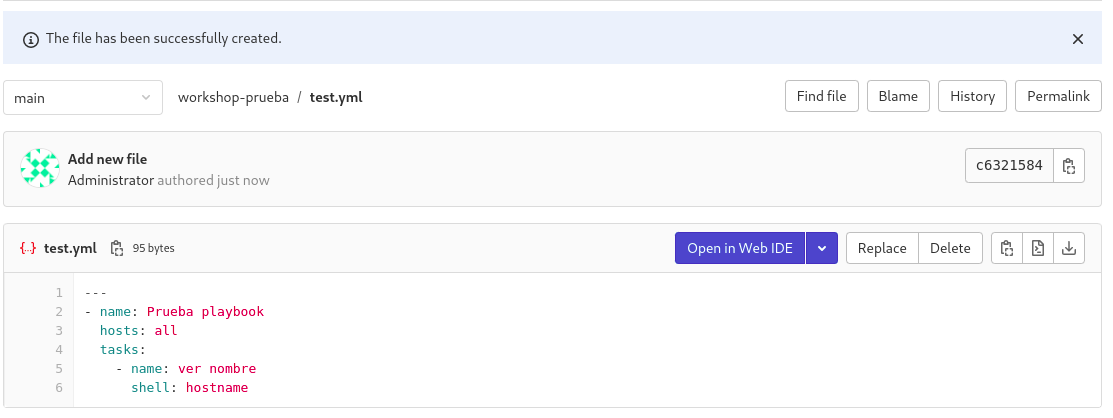 The file has been successfully created.
main
workshop-prueba / test.yml
Find file
Blame
History
Permalink
Add new file
Administrator authored just now
c6321584
{...} test.yml
95 bytes
Open in Web IDE
Replace
Delete
1 ---
2 - name: Prueba playbook
3   hosts: all
4   tasks:
5     - name: ver nombre
6       shell: hostname